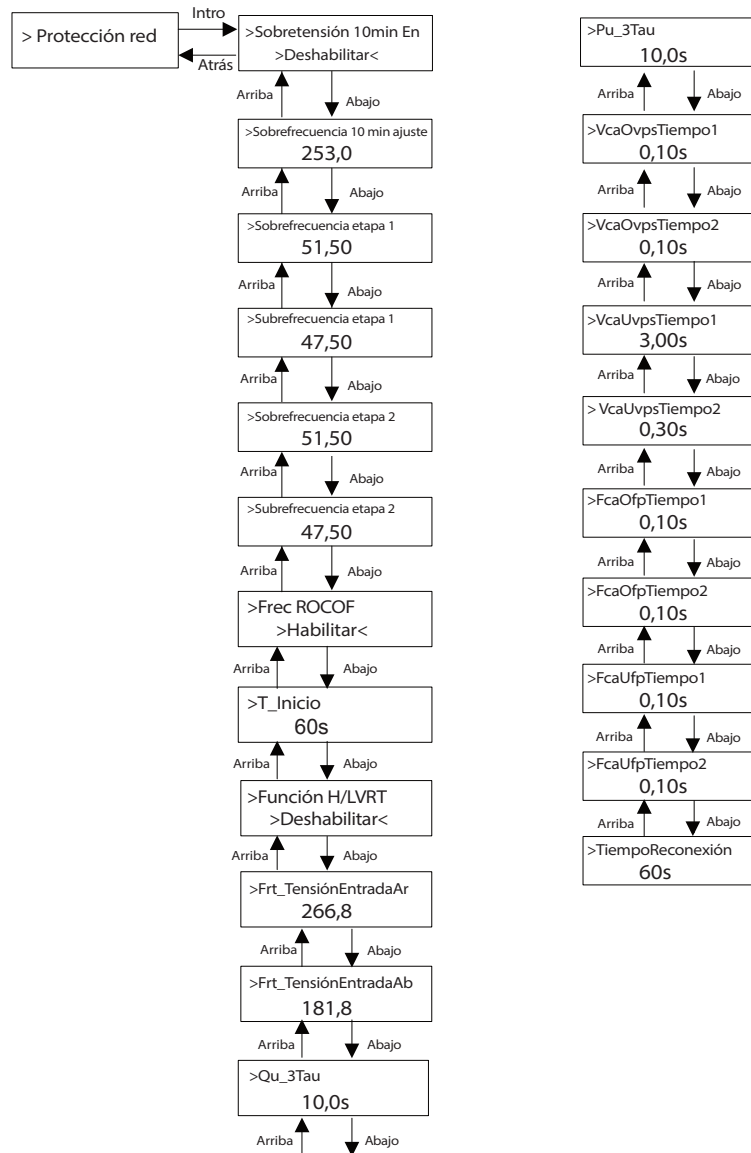 > Protección red
Intro
Atrás
>Sobretensión 10min En
>Deshabilitar<
Arriba
Abajo
>Sobrefrecuencia 10 min ajuste
253,0
Arriba
Abajo
>Sobrefrecuencia etapa 1
51,50
Arriba
Abajo
>Subrefrecuencia etapa 1
47,50
Arriba
Abajo
>Sobrefrecuencia etapa 2
51,50
Arriba
Abajo
>Subrefrecuencia etapa 2
47,50
Arriba
Abajo
>Frec ROCOF
>Habilitar<
Arriba
Abajo
>T_Inicio
60s
Arriba
Abajo
>Función H/LVRT
>Deshabilitar<
Arriba
Abajo
>Frt_TensiónEntradaAr
266,8
Arriba
Abajo
>Frt_TensiónEntradaAb
181,8
Arriba
Abajo
>Qu_3Tau
10,0s
Arriba
Abajo
>Pu_3Tau
10,0s
Arriba
Abajo
>VcaOvpsTiempo1
0,10s
Arriba
Abajo
>VcaOvpsTiempo2
0,10s
Arriba
Abajo
>VcaUvpsTiempo1
3,00s
Arriba
Abajo
> VcaUvpsTiempo2
0,30s
Arriba
Abajo
>FcaOfpTiempo1
0,10s
Arriba
Abajo
>FcaOfpTiempo2
0,10s
Arriba
Abajo
>FcaUfpTiempo1
0,10s
Arriba
Abajo
>FcaUfpTiempo2
0,10s
Arriba
Abajo
>TiempoReconexión
60s